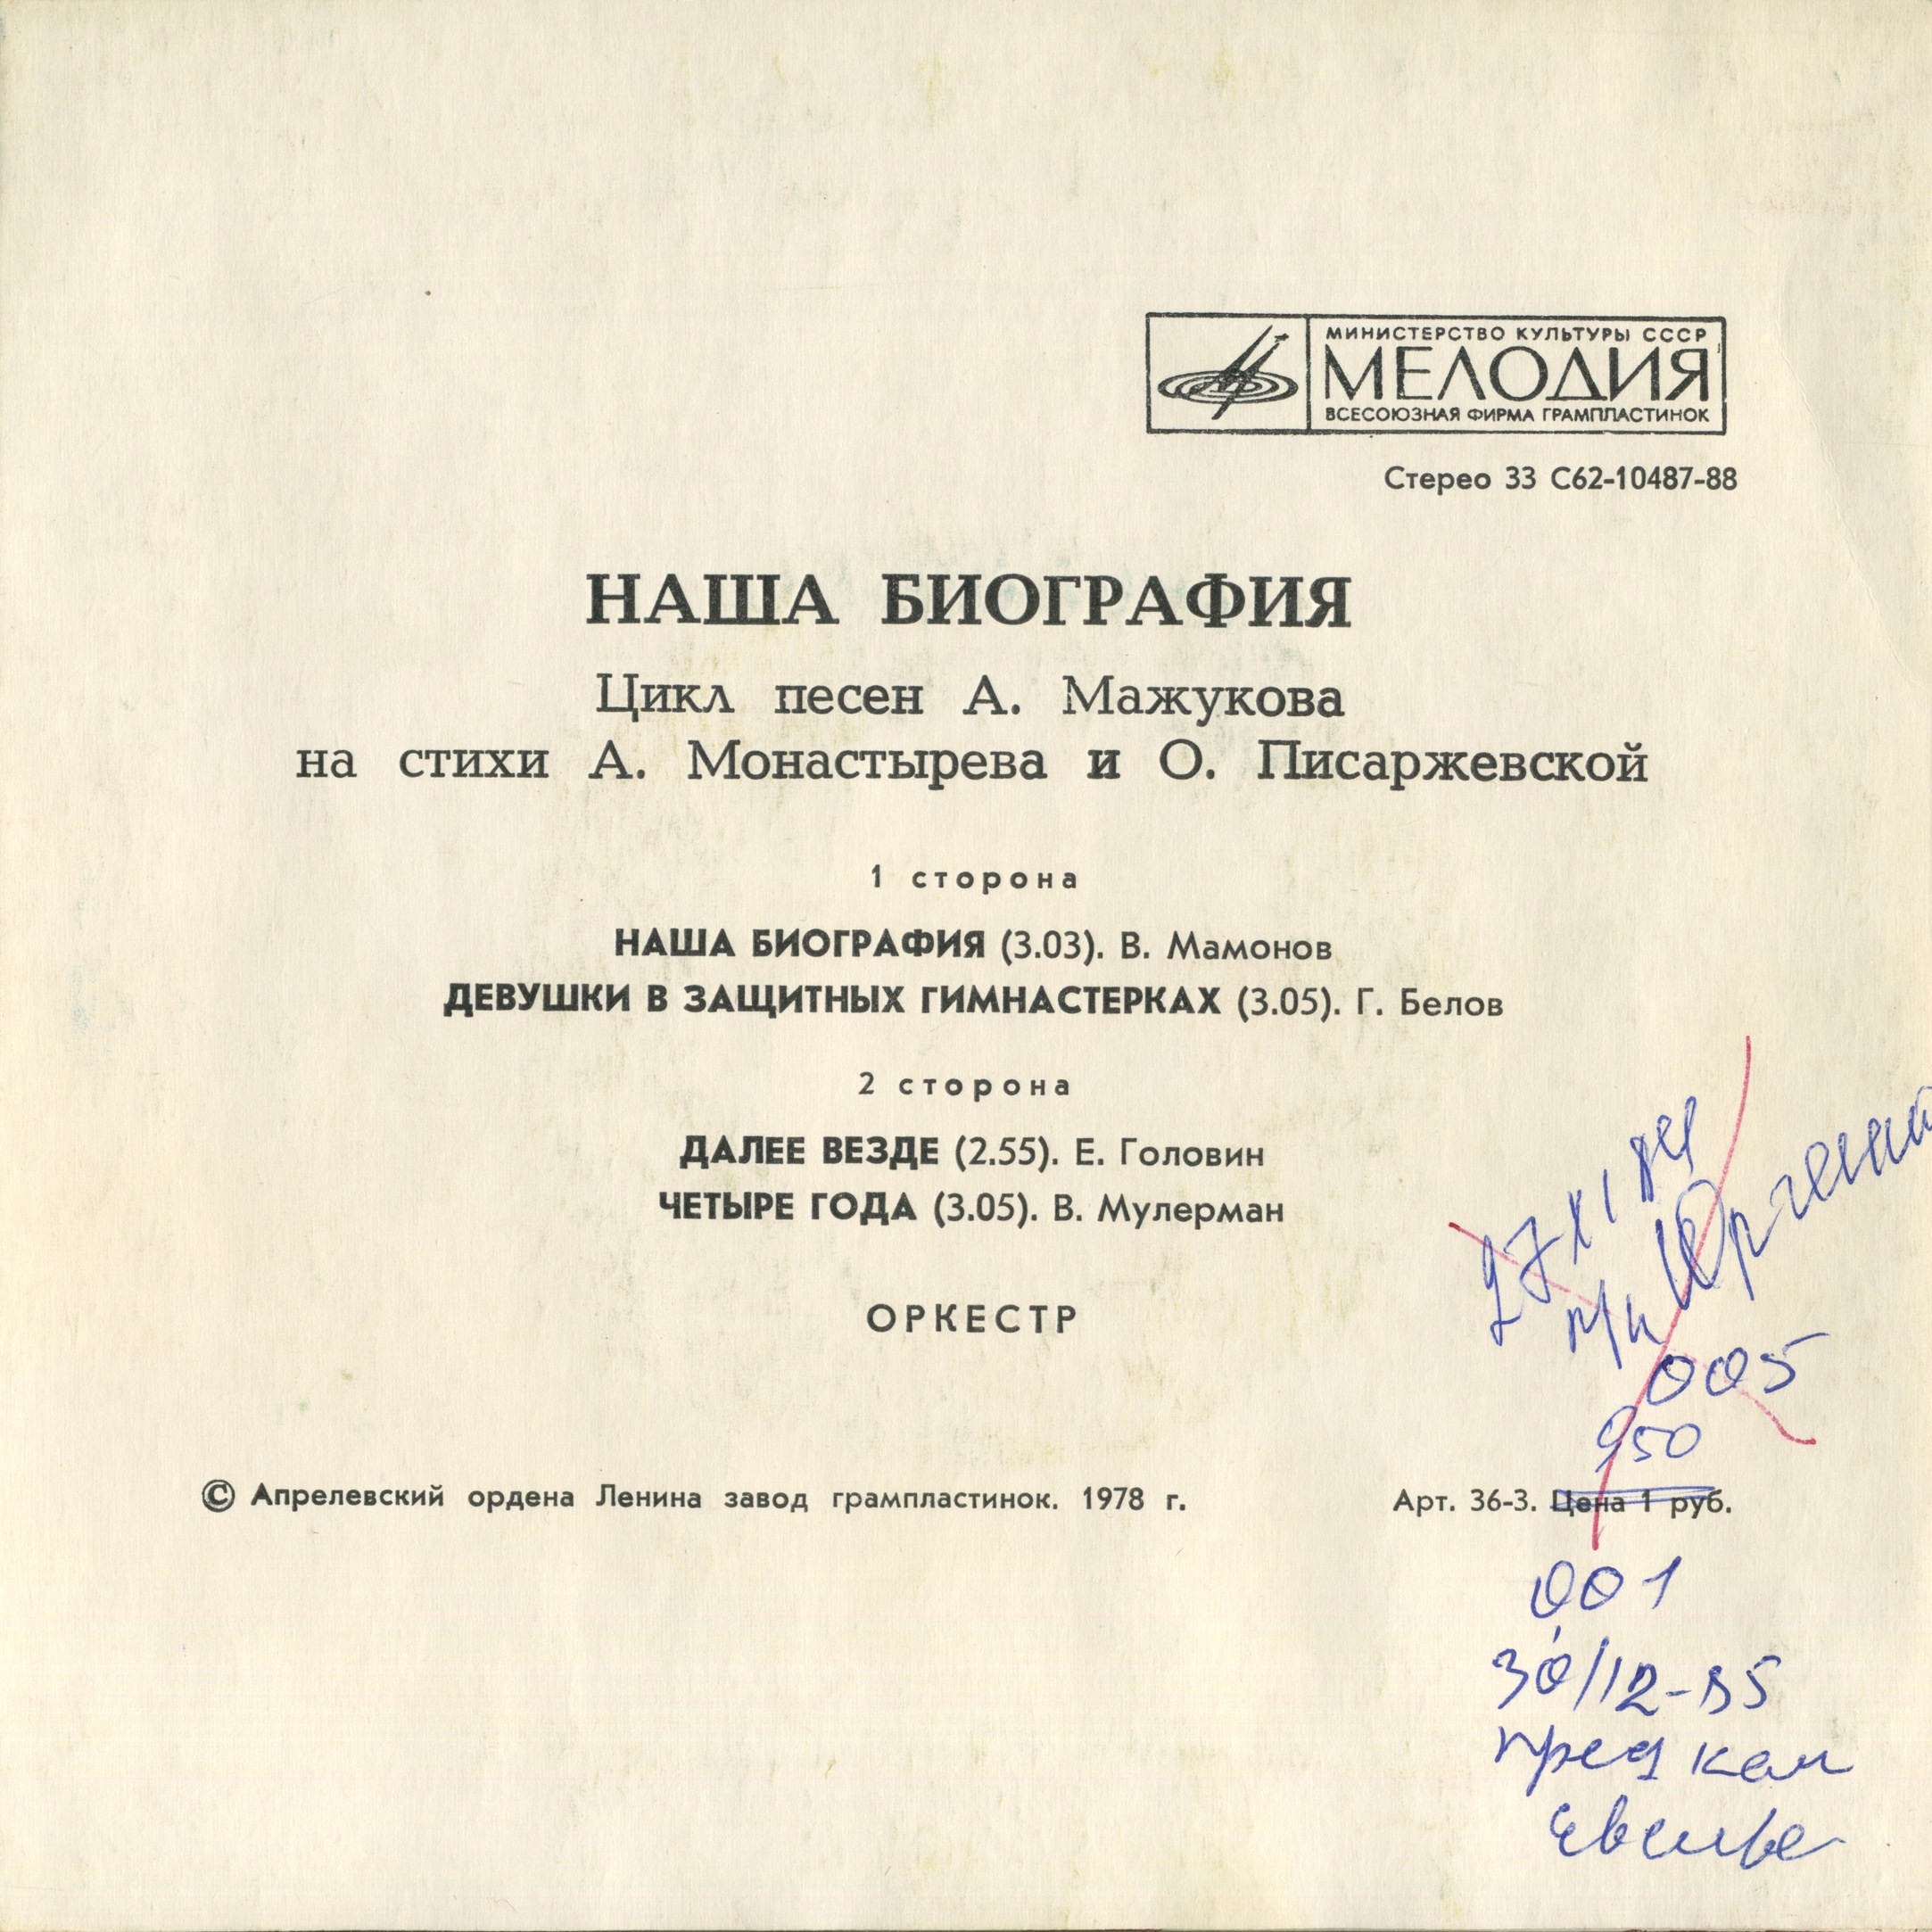 МИНИСТЕРСТВО КУЛЬТУРЫ СССР
МЕЛОДИЯ
ВСЕСОЮЗНАЯ ФИРМА ГРАМПЛАСТИНОК
Стерео 33 С62-10487-88
НАША БИОГРАФИЯ
Цикл песен А. Мажукова
на стихи А. Монастырева и О. Писаржевской
1 сторона
НАША БИОГРАФИЯ (3.03). В. Мамонов
ДЕВУШКИ В ЗАЩИТНЫХ ГИМНАСТЕРКАХ (3.05). Г. Белов
2 сторона
ДАЛЕЕ ВЕЗДЕ (2.55). Е. Головин
ЧЕТЫРЕ ГОДА (3.05). В. Мулерман
ОРКЕСТР
27 XI
005
950
© Апрелевский ордена Ленина завод грампластинок. 1978 г.
Арт. 36-3. Цена 1 руб.
001
30/12-85
пред